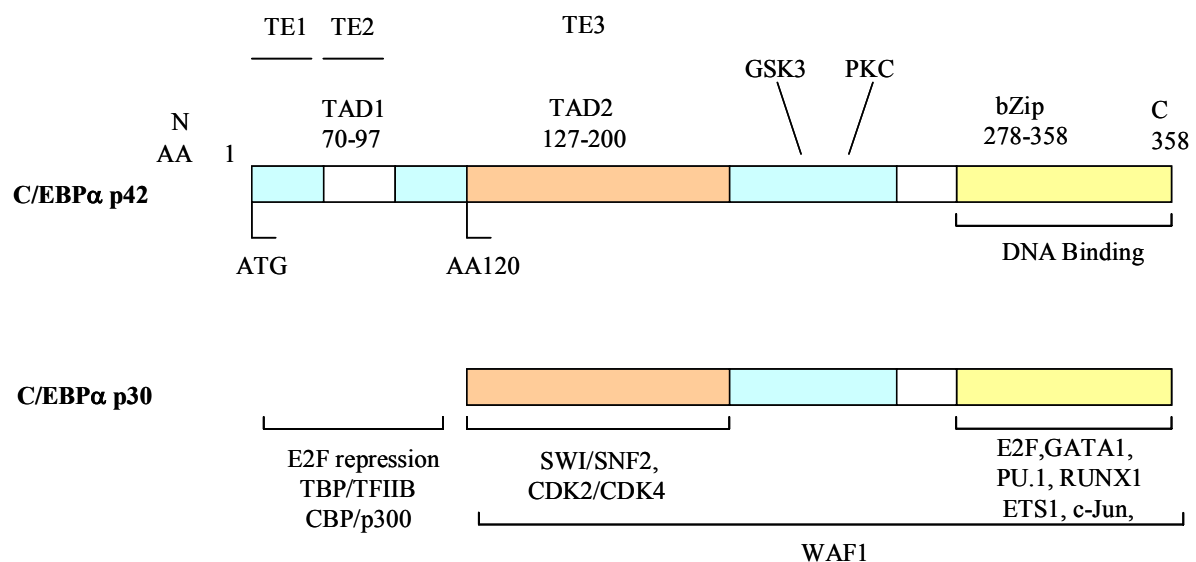 TE1 TE2 TE3
GSK3 PKC
N TAD1 TAD2 bZip C
AA 1 70-97 127-200 278-358 358
C/EBPα p42
ATG AA120 DNA Binding
C/EBPα p30
E2F repression
TBP/TFIIB
CBP/p300
SWI/SNF2,
CDK2/CDK4
E2F,GATA1,
PU.1, RUNX1
ETS1, c-Jun,
WAF1